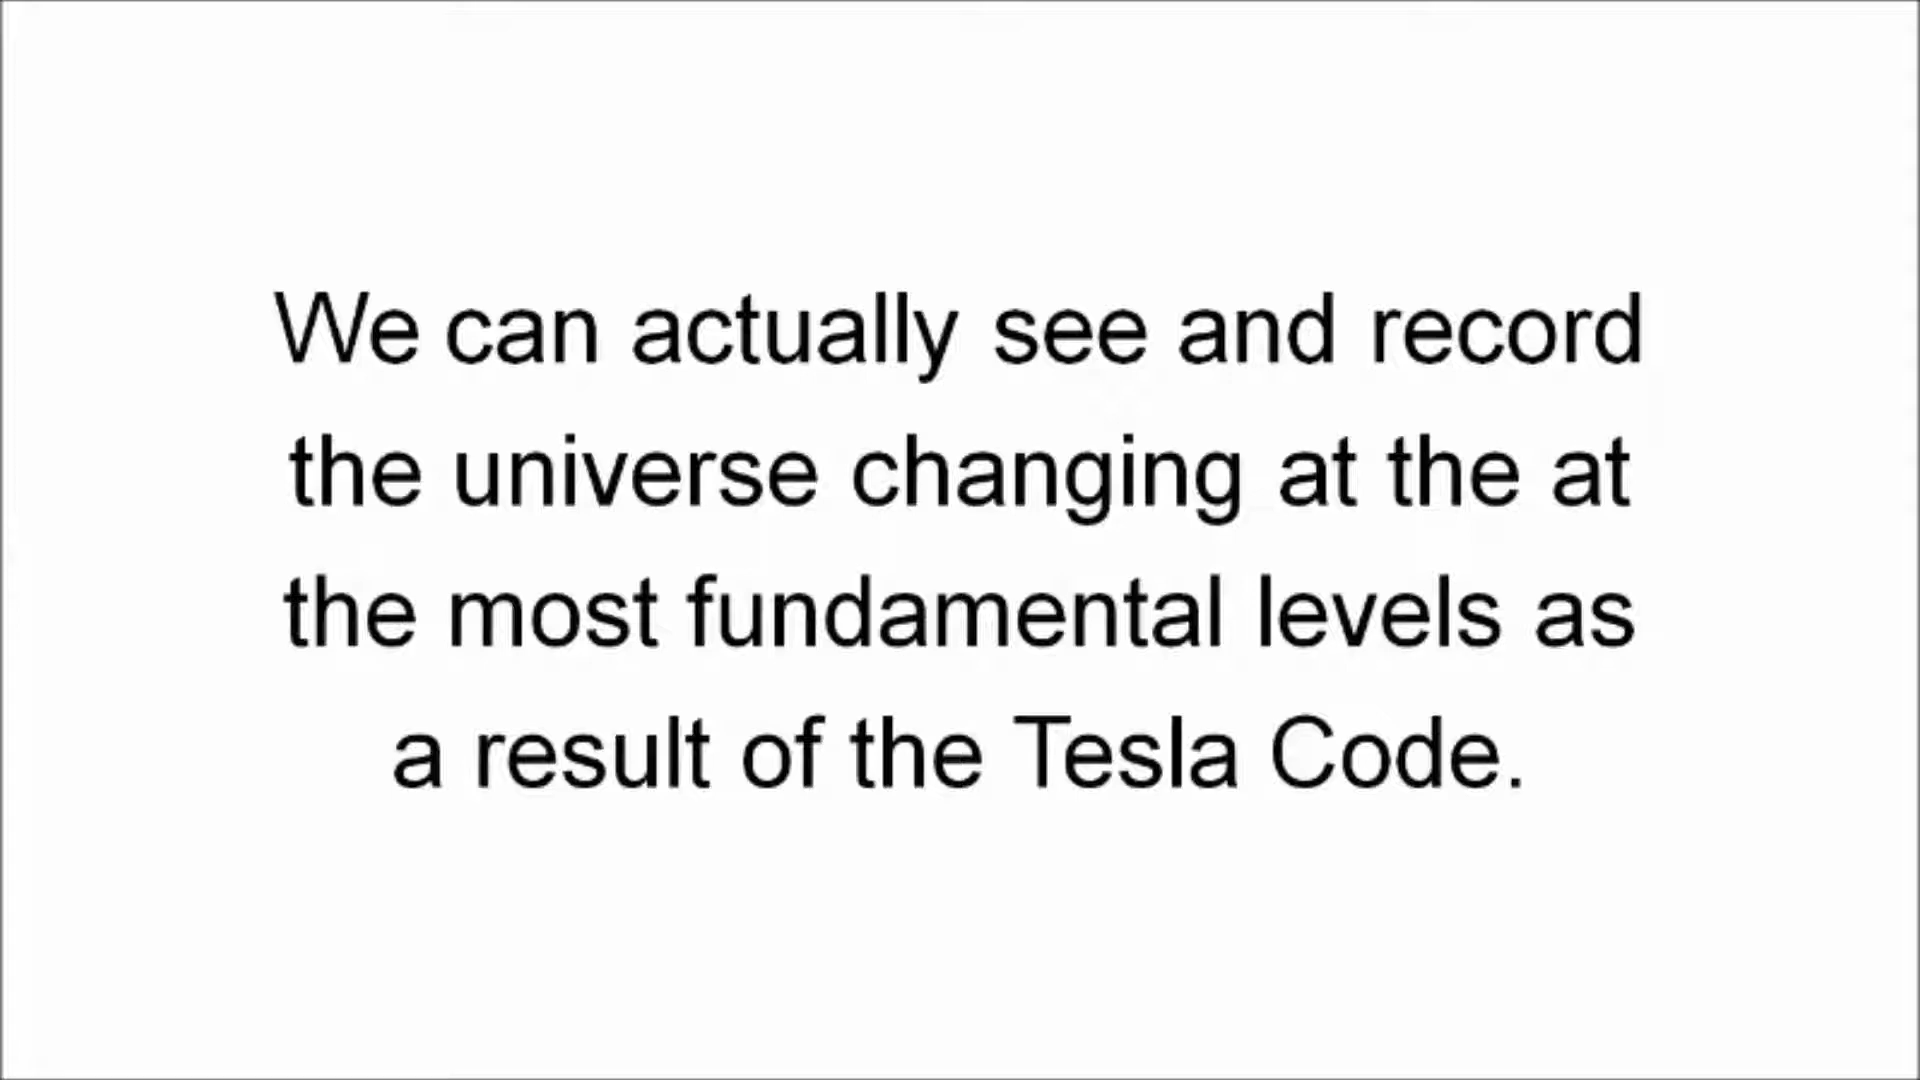 We can actually see and record
the universe changing at the at
the most fundamental levels as
a result of the Tesla Code.